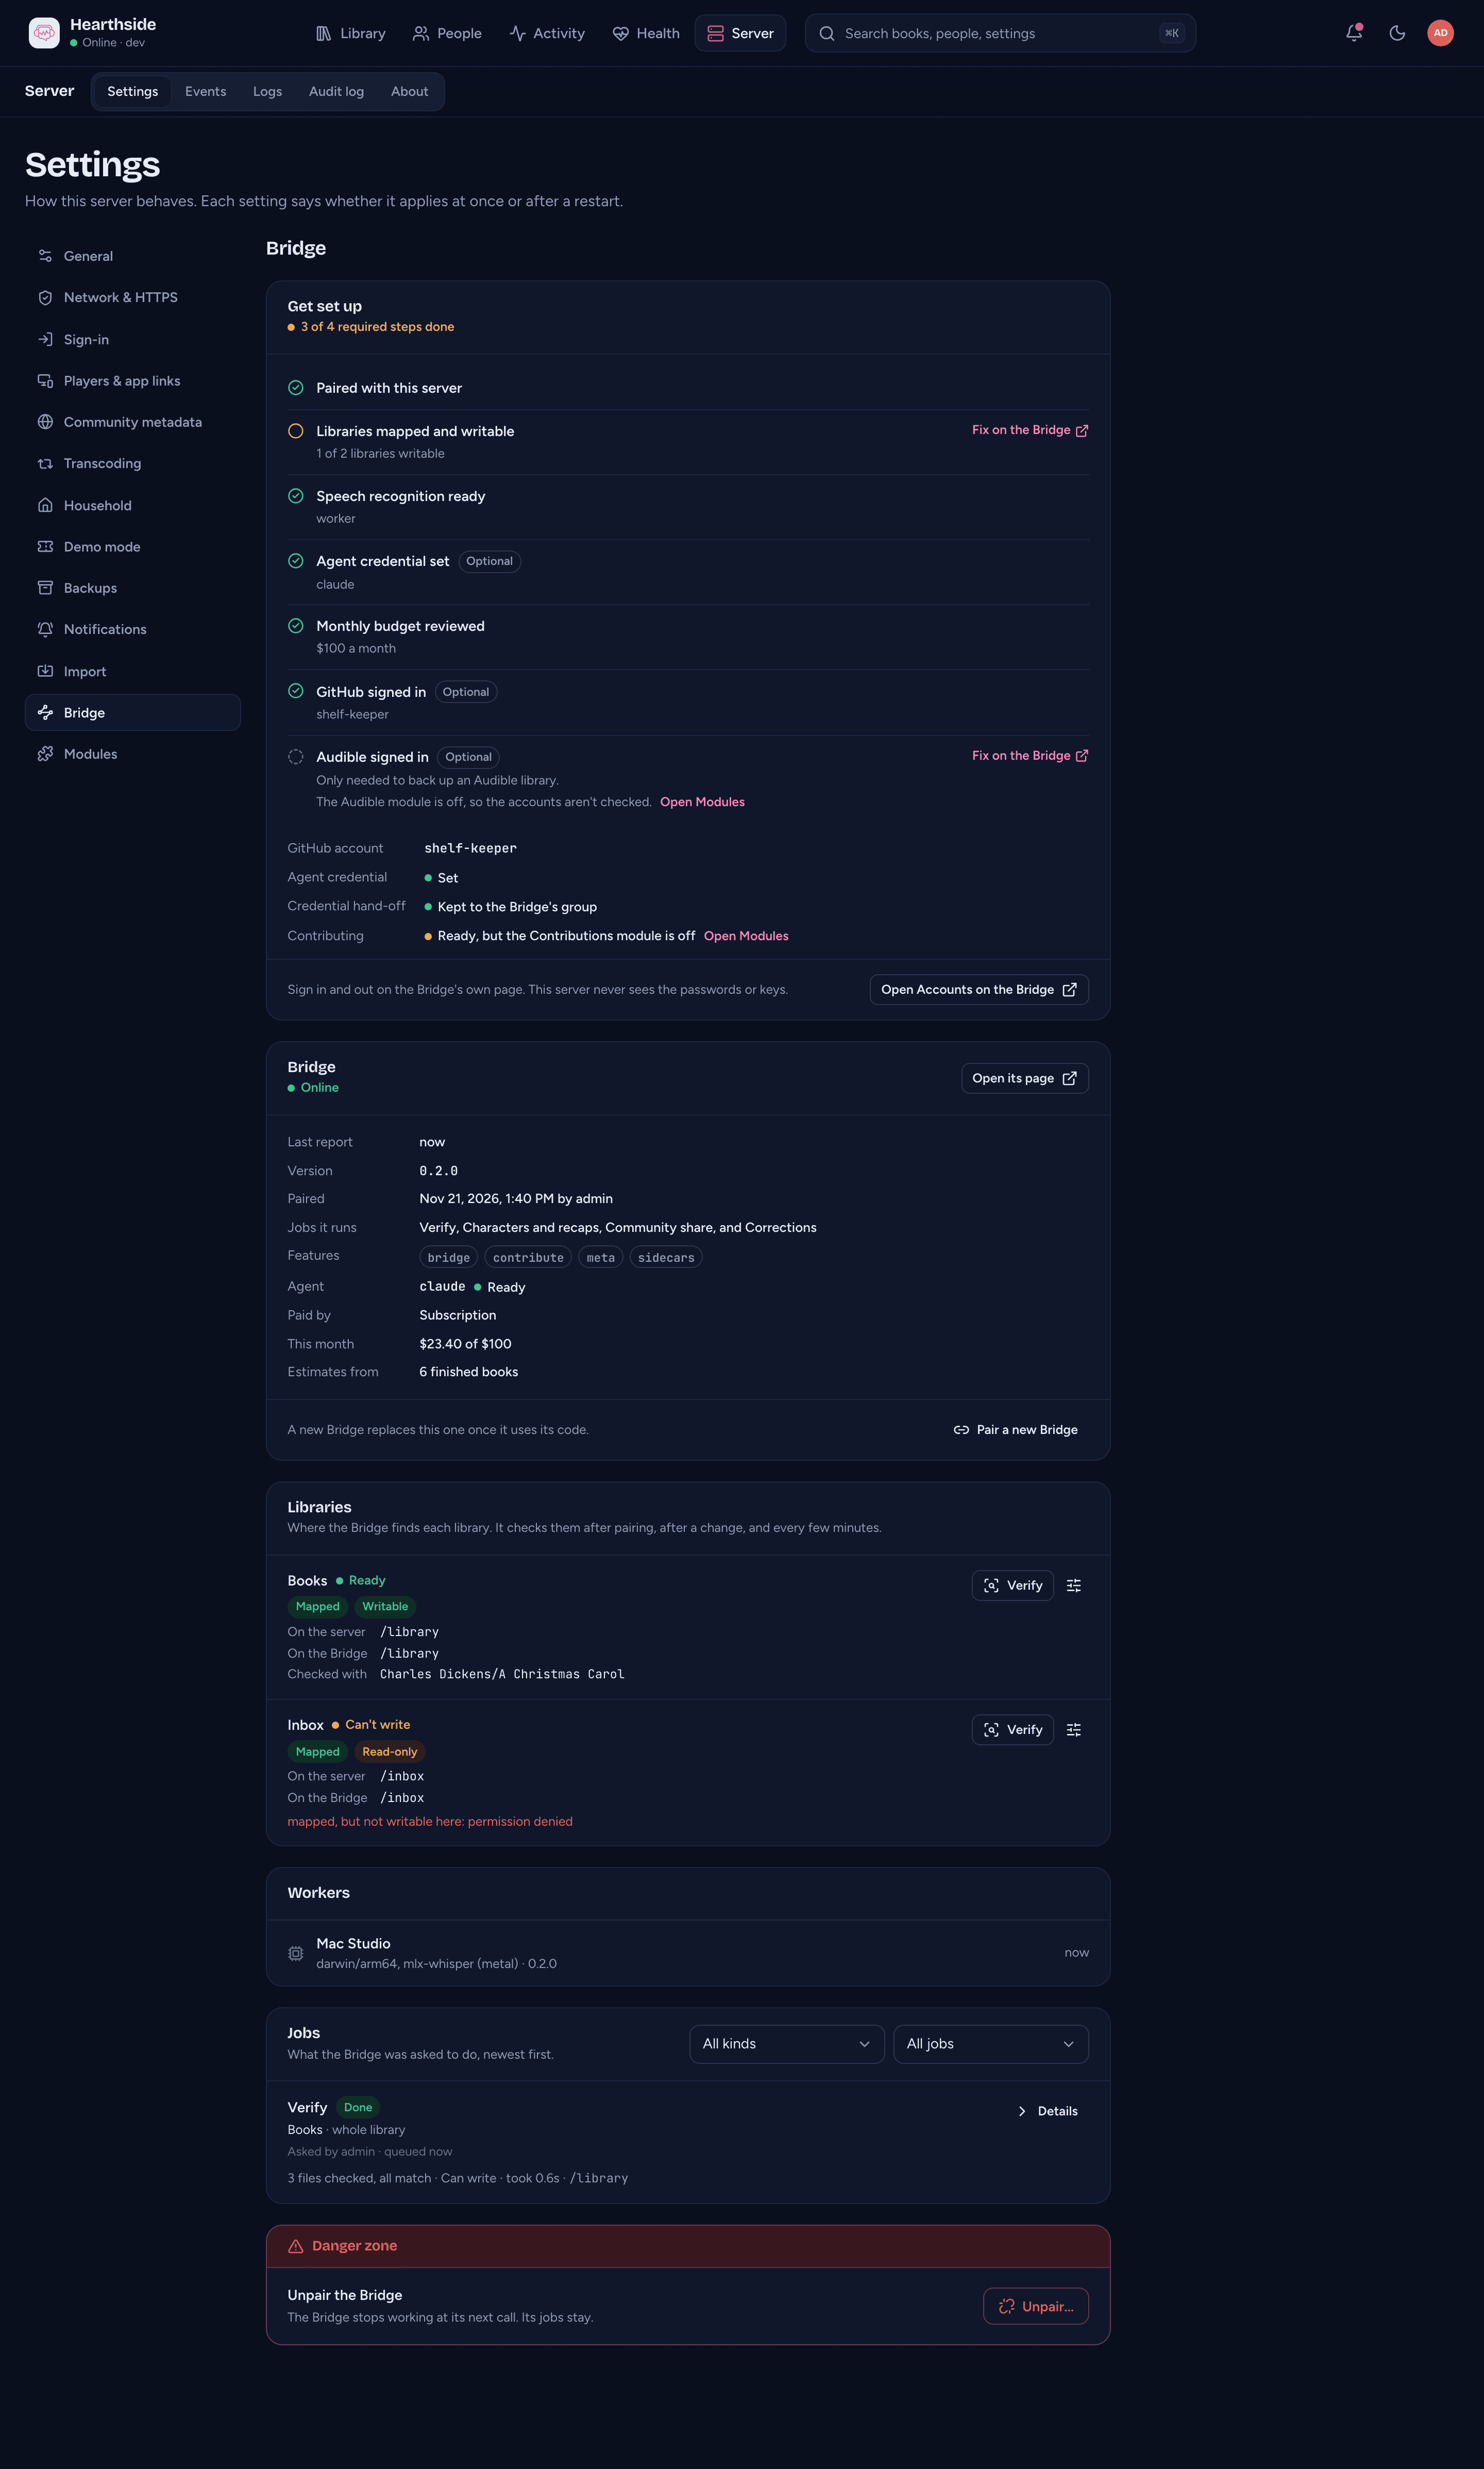 Hearthside
Online · dev
Library
People
Activity
Health
Server
Search books, people, settings
⌘K
AD
Server
Settings
Events
Logs
Audit log
About
Settings
How this server behaves. Each setting says whether it applies at once or after a restart.
General
Network & HTTPS
Sign-in
Players & app links
Community metadata
Transcoding
Household
Demo mode
Backups
Notifications
Import
Bridge
Modules
Bridge
Get set up
3 of 4 required steps done
Paired with this server
Libraries mapped and writable
Fix on the Bridge
1 of 2 libraries writable
Speech recognition ready
worker
Agent credential set Optional
claude
Monthly budget reviewed
$100 a month
GitHub signed in Optional
shelf-keeper
Audible signed in Optional
Fix on the Bridge
Only needed to back up an Audible library.
The Audible module is off, so the accounts aren't checked. Open Modules
GitHub account shelf-keeper
Agent credential Set
Credential hand-off Kept to the Bridge's group
Contributing Ready, but the Contributions module is off Open Modules
Sign in and out on the Bridge's own page. This server never sees the passwords or keys.
Open Accounts on the Bridge
Bridge
Online
Open its page
Last report now
Version 0.2.0
Paired Nov 21, 2026, 1:40 PM by admin
Jobs it runs Verify, Characters and recaps, Community share, and Corrections
Features bridge contribute meta sidecars
Agent claude Ready
Paid by Subscription
This month $23.40 of $100
Estimates from 6 finished books
A new Bridge replaces this one once it uses its code.
Pair a new Bridge
Libraries
Where the Bridge finds each library. It checks them after pairing, after a change, and every few minutes.
Books Ready
Verify
Mapped Writable
On the server /library
On the Bridge /library
Checked with Charles Dickens/A Christmas Carol
Inbox Can't write
Verify
Mapped Read-only
On the server /inbox
On the Bridge /inbox
mapped, but not writable here: permission denied
Workers
Mac Studio
darwin/arm64, mlx-whisper (metal) · 0.2.0
now
Jobs
What the Bridge was asked to do, newest first.
All kinds
All jobs
Verify Done
Details
Books · whole library
Asked by admin · queued now
3 files checked, all match · Can write · took 0.6s · /library
Danger zone
Unpair the Bridge
The Bridge stops working at its next call. Its jobs stay.
Unpair...